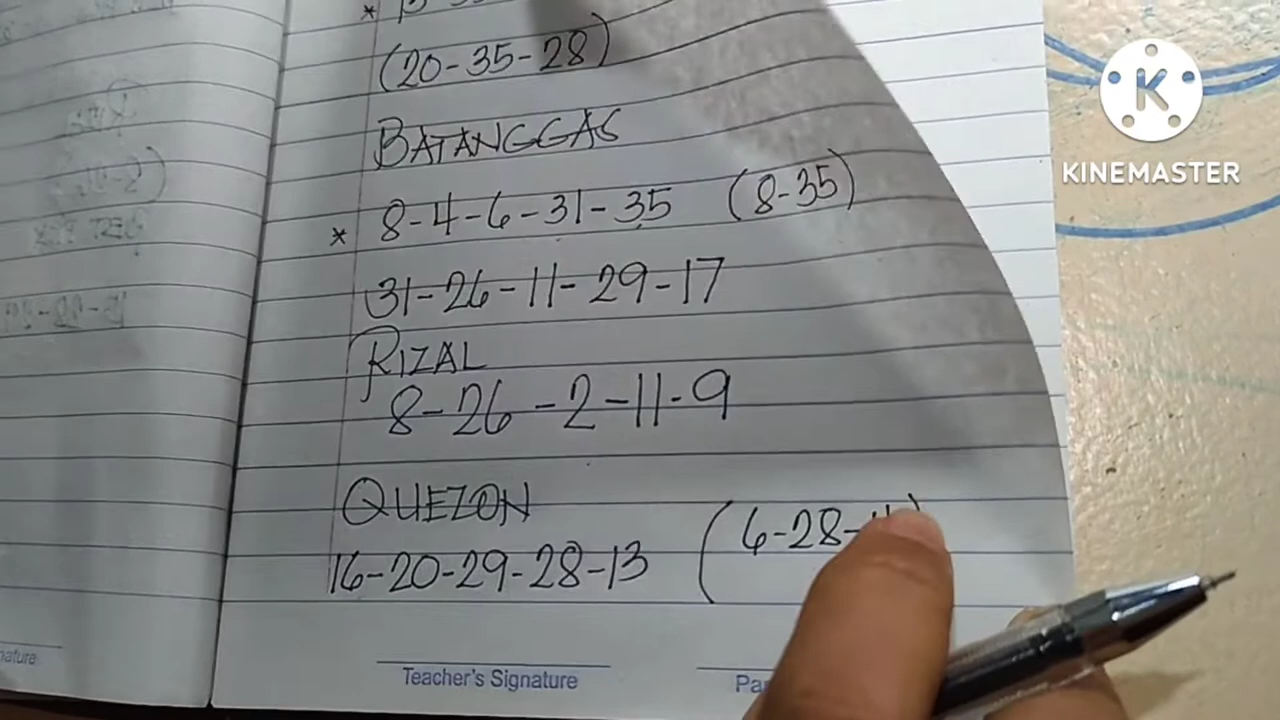 (20-35-28)
BATANGGAS
* 8-4-6-31-35 (8-35)
31-26-11-29-17
RIZAL
8-26-2-11-9
QUEZON
16-20-29-28-13 (6-28-
Teacher's Signature
K
KINEMASTER